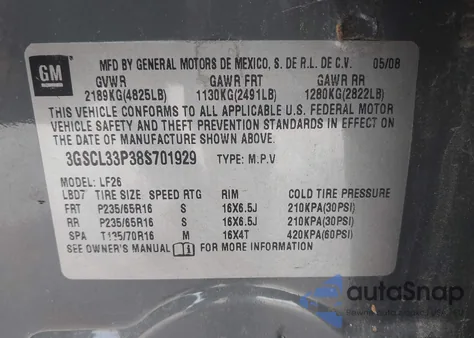 GM
MFD BY GENERAL MOTORS DE MEXICO, S. DE R.L. DE C.V. 05/08
GVWR GAWR FRT GAWR RR
2189KG(4825LB) 1130KG(2491LB) 1280KG(2822LB)
THIS VEHICLE CONFORMS TO ALL APPLICABLE U.S. FEDERAL MOTOR
VEHICLE SAFETY AND THEFT PREVENTION STANDARDS IN EFFECT ON THE DATE
OF MANUFACTURE SHOWN ABOVE.
3GSCL33P38S701929 TYPE: M.P.V
MODEL: LF26
LBD7 TIRE SIZE SPEED RTG RIM COLD TIRE PRESSURE
FRT P235/65R16 S 16X6.5J 210KPA(30PSI)
RR P235/65R16 S 16X6.5J 210KPA(30PSI)
SPA T135/70R16 M 16X4T 420KPA(60PSI)
SEE OWNER'S MANUAL FOR MORE INFORMATION
autoSnap